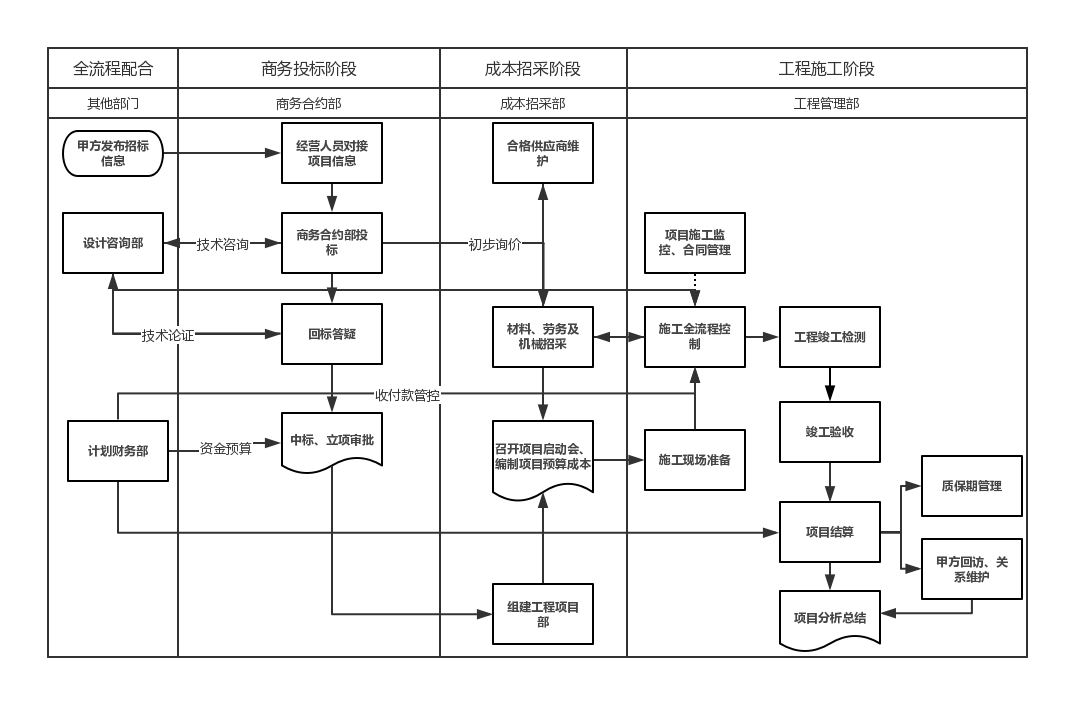 全流程配合
商务投标阶段
成本招采阶段
工程施工阶段
其他部门
商务合约部
成本招采部
工程管理部
甲方发布招标
信息
经营人员对接
项目信息
合格供应商维
护
设计咨询部
技术咨询
商务合约部投
标
初步询价
项目施工监
控、合同管理
技术论证
回标答疑
材料、劳务及
机械招采
施工全流程控
制
工程竣工检测
收付款管控
计划财务部
资金预算
中标、立项审批
召开项目启动会、
编制项目预算成本
施工现场准备
竣工验收
质保期管理
项目结算
甲方回访、关
系维护
组建工程项目
部
项目分析总结